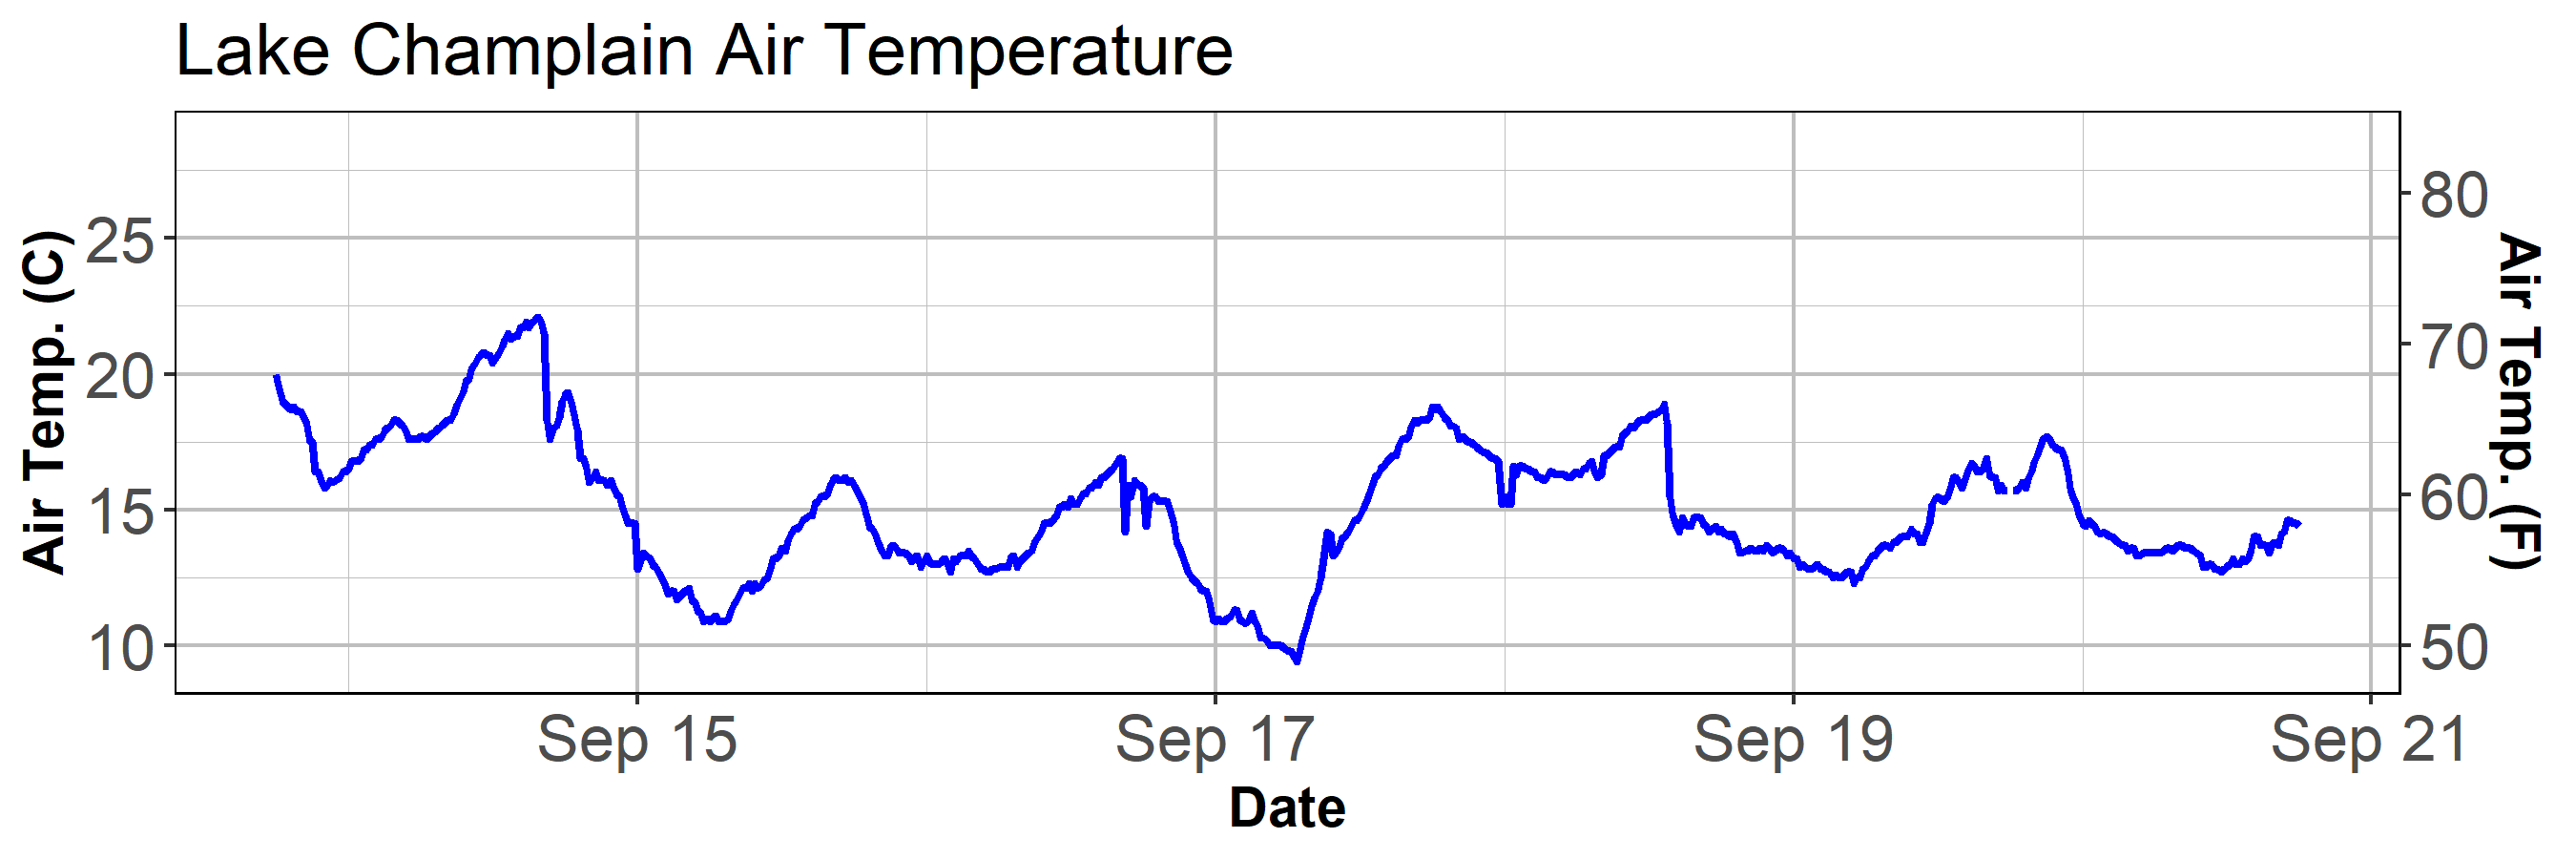 Lake Champlain Air Temperature
Air Temp. (C)
25
20
15
10
80
70
60
50
Air Temp. (F)
Sep 15
Sep 17
Sep 19
Sep 21
Date